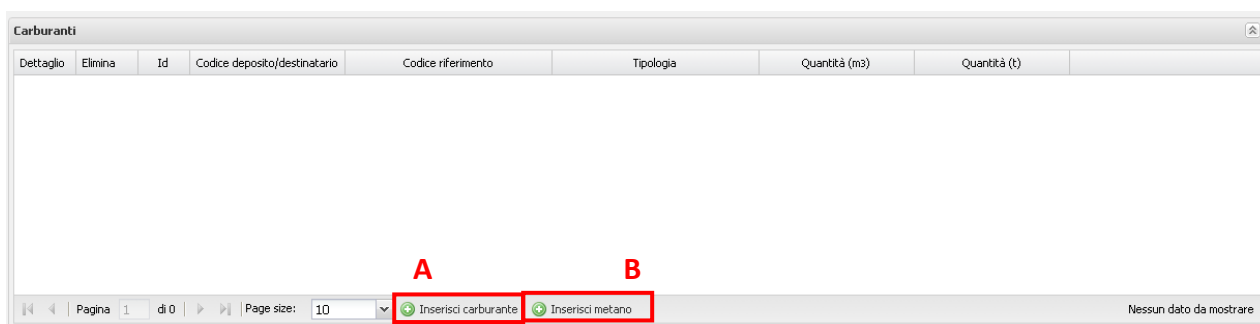 Carburanti
Dettaglio Elimina Id Codice deposito/destinatario Codice riferimento Tipologia Quantità (m3) Quantità (t)
A B
Pagina 1 di 0 Page size: 10 Inserisci carburante Inserisci metano Nessun dato da mostrare